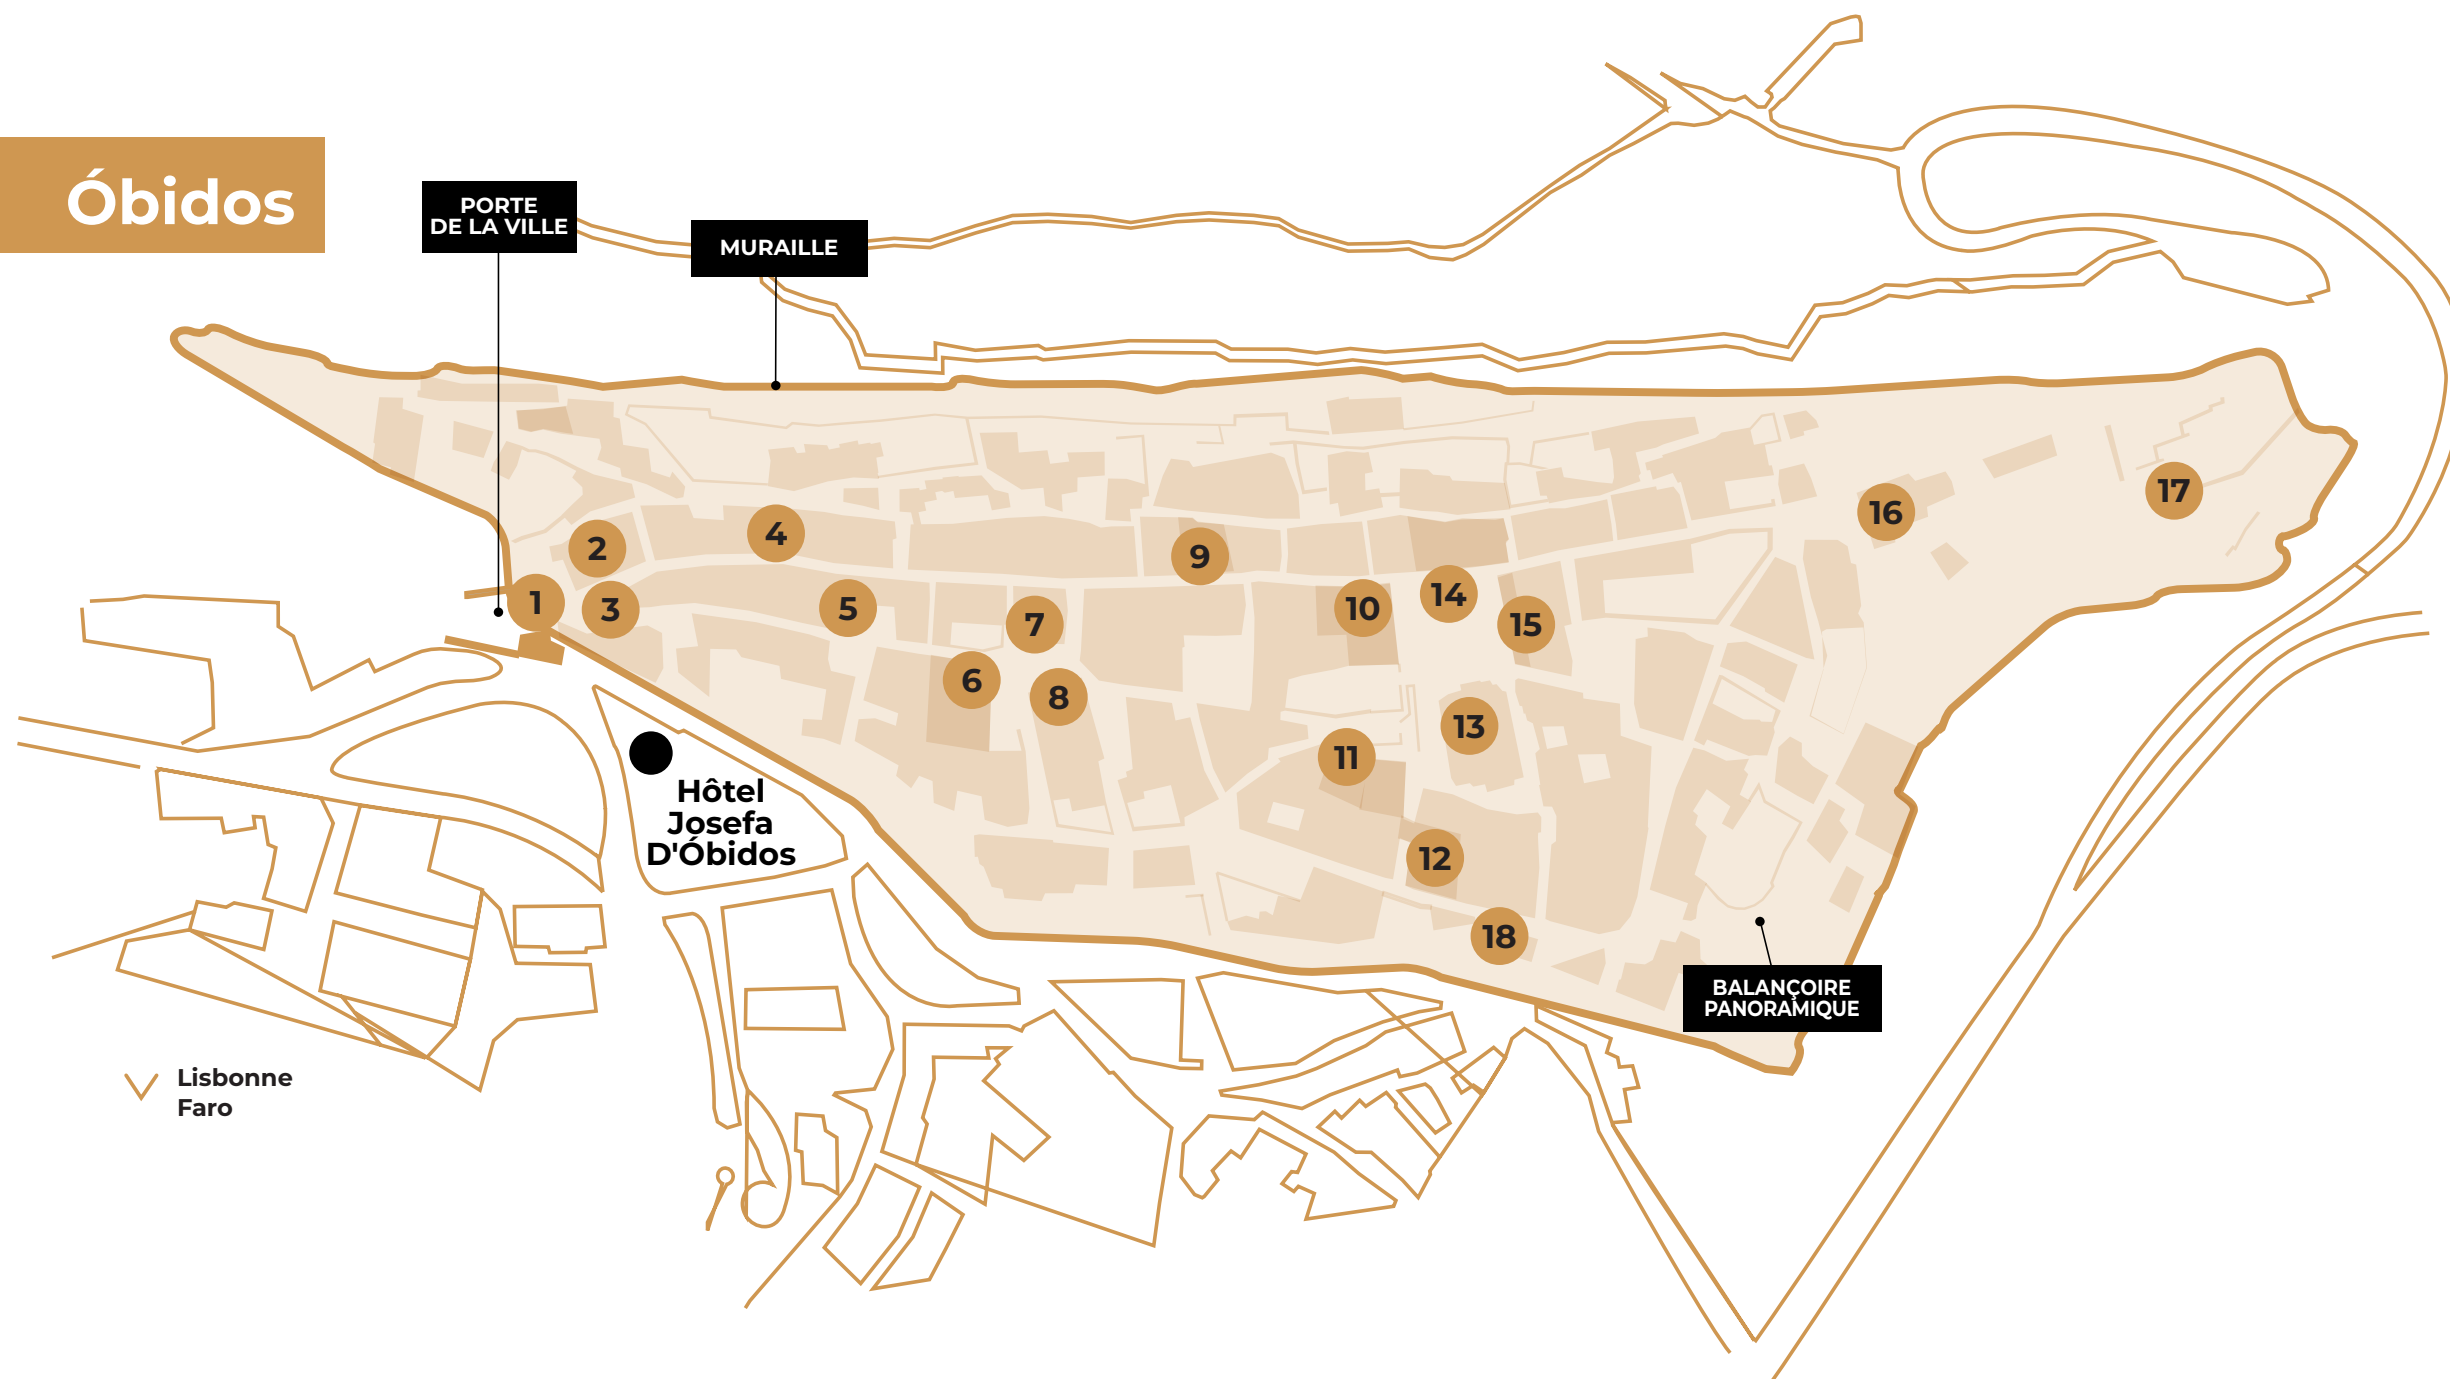 Óbidos
PORTE
DE LA VILLE
MURAILLE
17
16
4
2
9
14
1
3
5
10
7
15
6
8
13
11
Hôtel
Josefa
D'Óbidos
12
18
BALANÇOIRE
PANORAMIQUE
Lisbonne
Faro